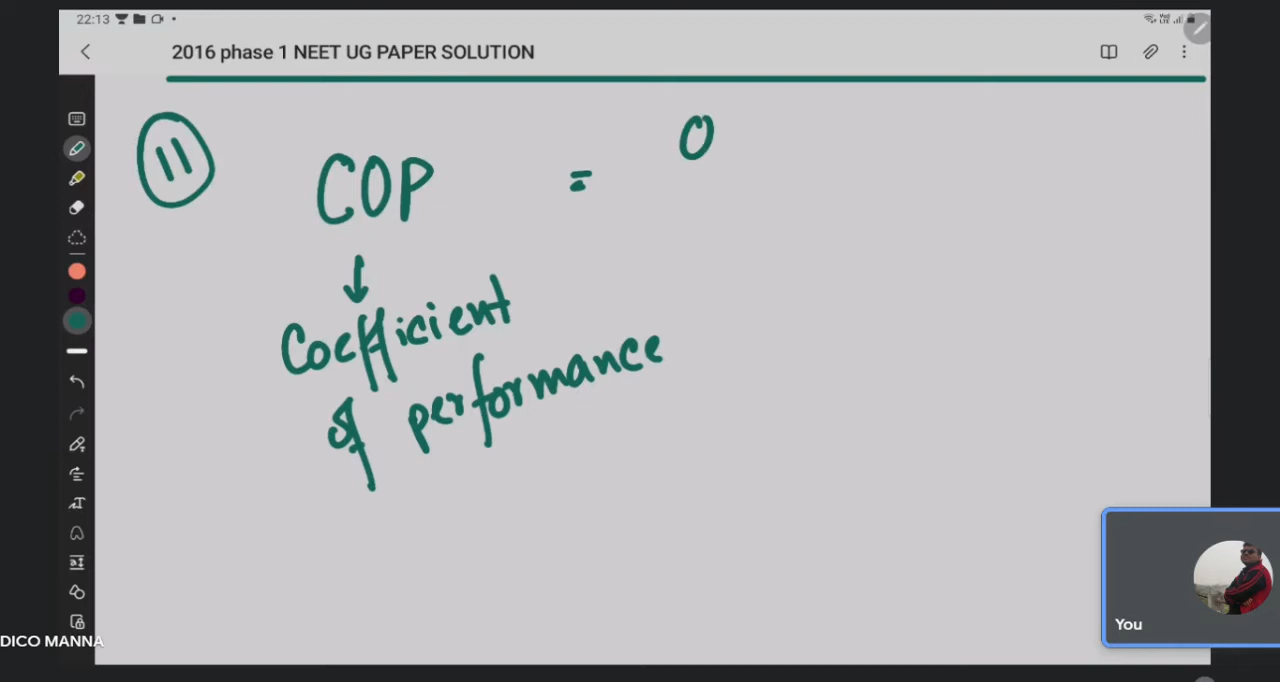 22:13
2016 phase 1 NEET UG PAPER SOLUTION
11
COP = O
Coefficient
of performance
You
DICO MANNA